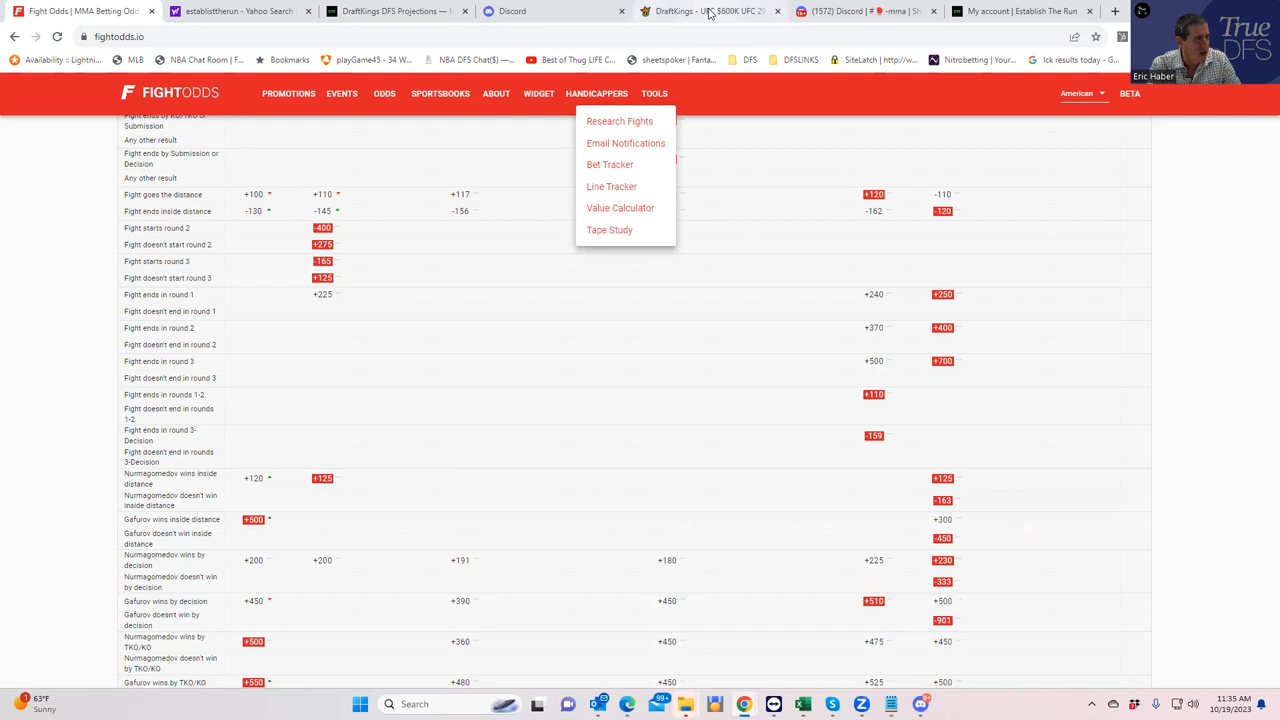 Fight Odds | MMA Betting Odd
establisttherun - Yahoo Search
DraftKings DFS Projections —
Discord
DraftKings - UFC $600K UFC
(1572) Discord | #🥊-mma | Sh
My account | Establish The Run
fightodds.io
Availability :: Lightni...
MLB
NBA Chat Room | F...
Bookmarks
playGame45 - 34 W...
NBA DFS Chat($) —...
Best of Thug LIFE C...
sheetspoker | Fanta...
DFS
DFSLINKS
SiteLatch | http://w...
Nitrobetting | Your...
Ick results today - G...
True
DFS
Eric Haber
FIGHTODDS
PROMOTIONS EVENTS ODDS SPORTSBOOKS ABOUT WIDGET HANDICAPPERS TOOLS
American
BETA
Research Fights
Email Notifications
Bet Tracker
Line Tracker
Value Calculator
Tape Study
Submission
Any other result
Fight ends by Submission or
Decision
Any other result
Fight goes the distance +100 +110 +117 +120 -110
Fight ends inside distance -130 -145 -156 -162 -120
Fight starts round 2 -400
Fight doesn't start round 2 +275
Fight starts round 3 -165
Fight doesn't start round 3 +125
Fight ends in round 1 +225 +240 +250
Fight doesn't end in round 1
Fight ends in round 2 +370 +400
Fight doesn't end in round 2
Fight ends in round 3 +500 +700
Fight doesn't end in round 3
Fight ends in rounds 1-2 +110
Fight doesn't end in rounds
1-2
Fight ends in round 3-
Decision -159
Fight doesn't end in rounds
3-Decision
Nurmagomedov wins inside
distance +120 +125 +125
Nurmagomedov doesn't win
inside distance -163
Gafurov wins inside distance +500 +300
Gafurov doesn't win inside
distance -450
Nurmagomedov wins by
decision +200 +200 +191 +180 +225 +230
Nurmagomedov doesn't win
by decision -333
Gafurov wins by decision +450 +390 +450 +510 +500
Gafurov doesn't win by
decision -901
Nurmagomedov wins by
TKO/KO +500 +360 +450 +475 +450
Nurmagomedov doesn't win
by TKO/KO
Gafurov wins by TKO/KO +550 +480 +450 +525 +500
63°F
Sunny
Search
99+
11:35 AM
10/19/2023